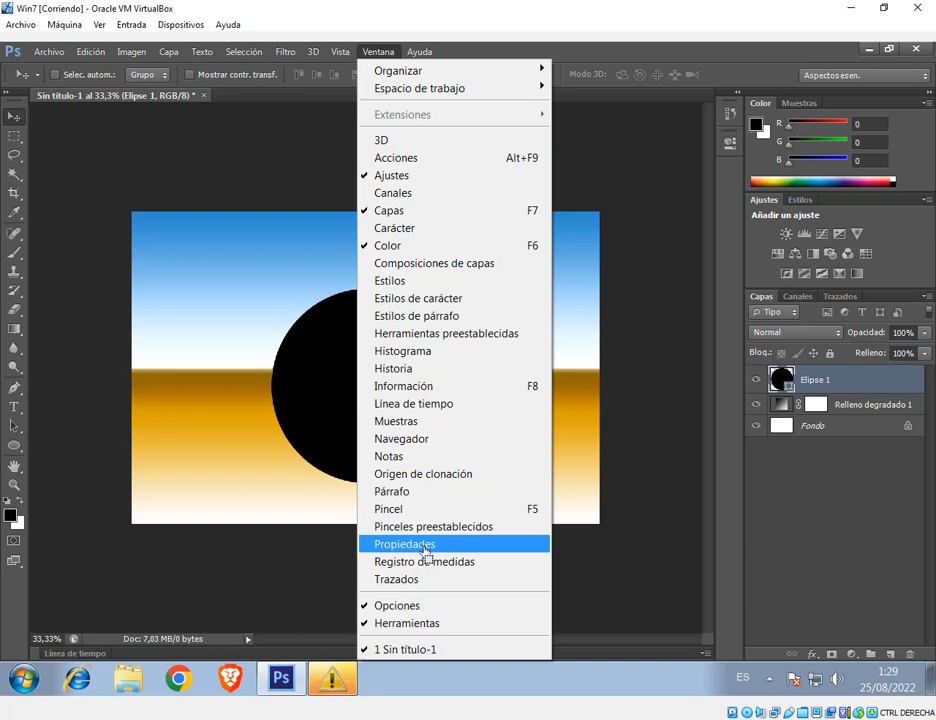 Win7 [Corriendo] - Oracle VM VirtualBox
Archivo Máquina Ver Entrada Dispositivos Ayuda
Ps Archivo Edición Imagen Capa Texto Selección Filtro 3D Vista Ventana Ayuda
Selec. autom.: Grupo Mostrar contr. transf. Modo 3D: Aspectos esen.
Sin título-1 al 33,3% (Elipse 1, RGB/8) * ×
Organizar
Espacio de trabajo
Extensiones
3D
Acciones Alt+F9
Ajustes
Canales
Capas F7
Carácter
Color F6
Composiciones de capas
Estilos
Estilos de carácter
Estilos de párrafo
Herramientas preestablecidas
Histograma
Historia
Información F8
Línea de tiempo
Muestras
Navegador
Notas
Origen de clonación
Párrafo
Pincel F5
Pinceles preestablecidos
Propiedades
Registro de medidas
Trazados
Opciones
Herramientas
1 Sin título-1
Color Muestras
R 0
G 0
B 0
Ajustes Estilos
Añadir un ajuste
Capas Canales Trazados
Tipo
Normal Opacidad: 100%
Bloq.: Relleno: 100%
Elipse 1
Relleno degradado 1
Fondo
33,33% Doc: 7,03 MB/0 bytes
Línea de tiempo
Ps ES 1:29
25/08/2022
CTRL DERECHA